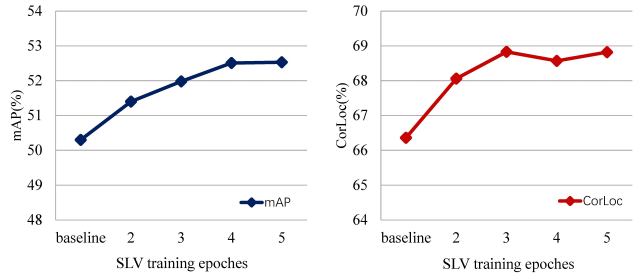 54
53
52
51
50
49
48
mAP(%)
mAP
baseline 2 3 4 5
SLV training epoches
70
69
68
67
66
65
64
CorLoc(%)
CorLoc
baseline 2 3 4 5
SLV training epoches